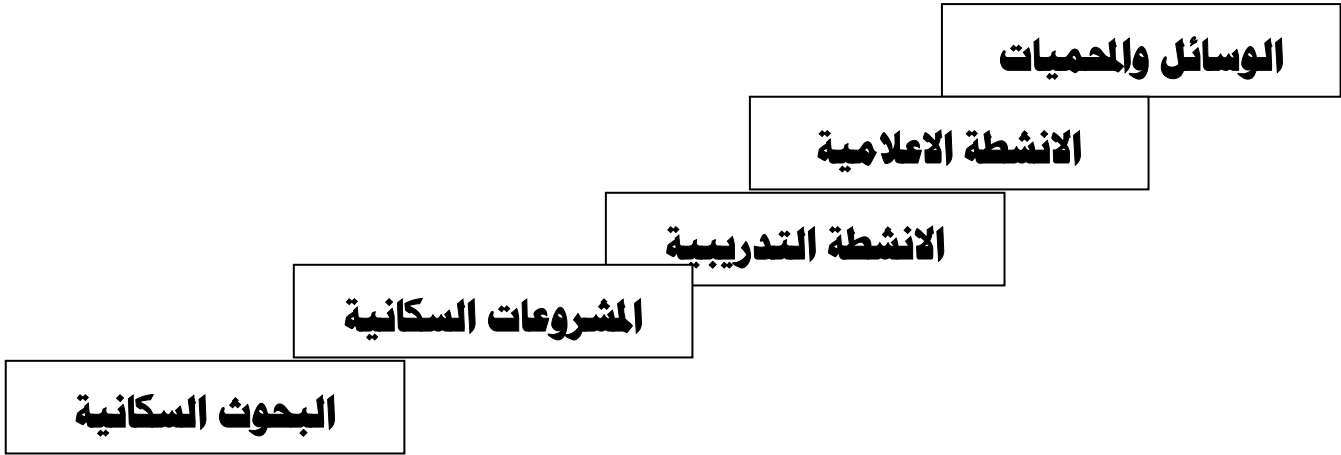 الوسائل والمحميات
الانشطة الاعلامية
الانشطة التدريبية
المشروعات السكانية
البحوث السكانية